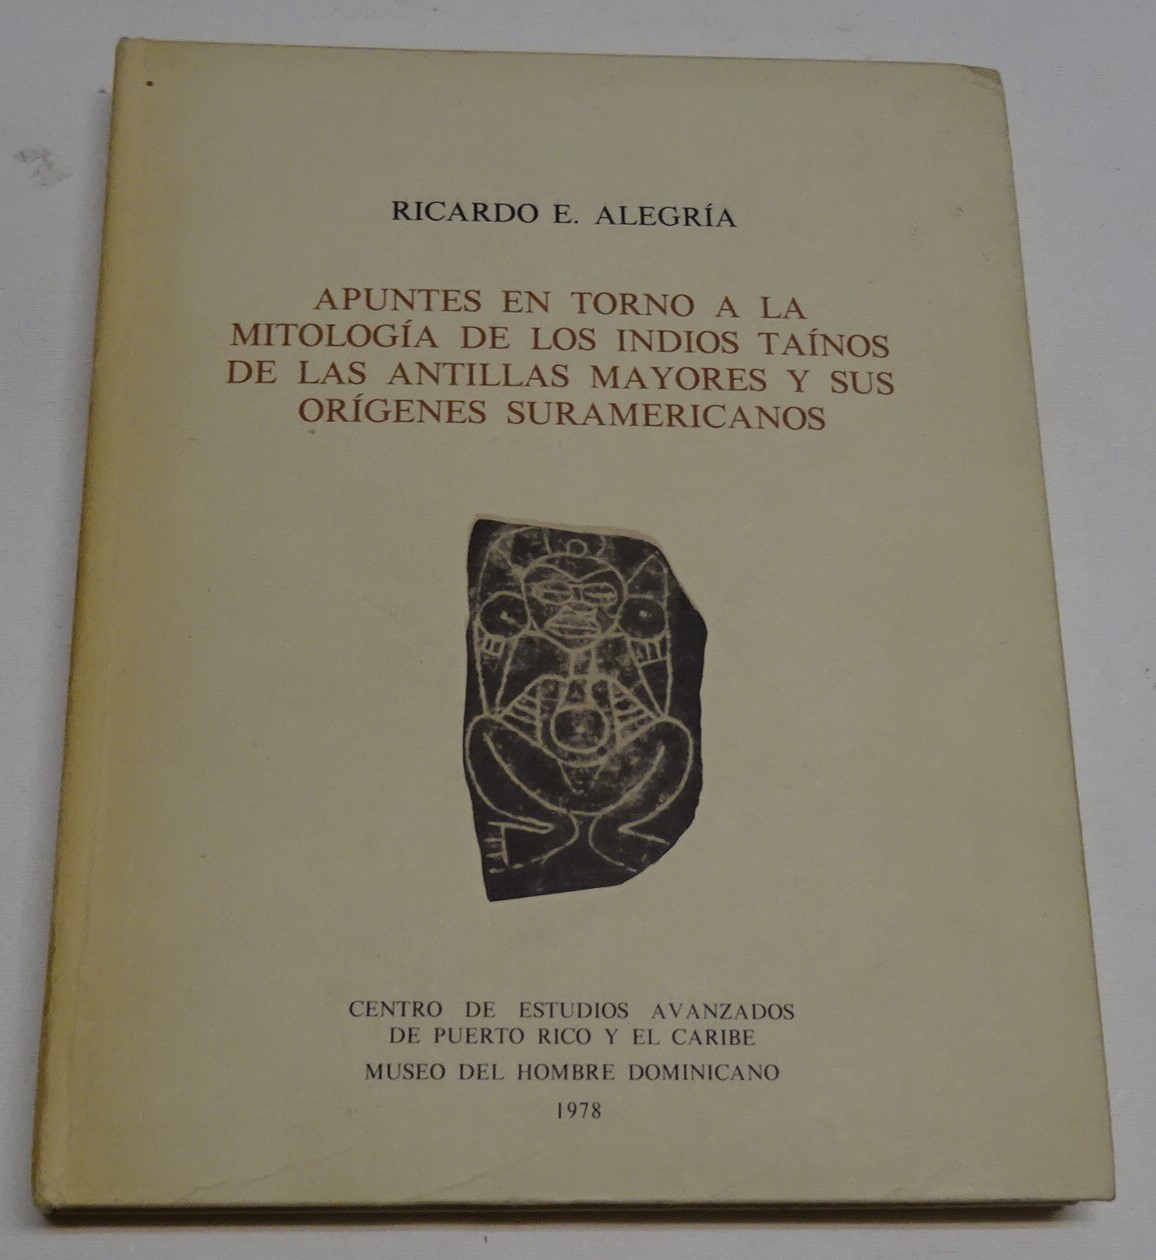 RICARDO E. ALEGRÍA
APUNTES EN TORNO A LA
MITOLOGÍA DE LOS INDIOS TAÍNOS
DE LAS ANTILLAS MAYORES Y SUS
ORÍGENES SURAMERICANOS
CENTRO DE ESTUDIOS AVANZADOS
DE PUERTO RICO Y EL CARIBE
MUSEO DEL HOMBRE DOMINICANO
1978